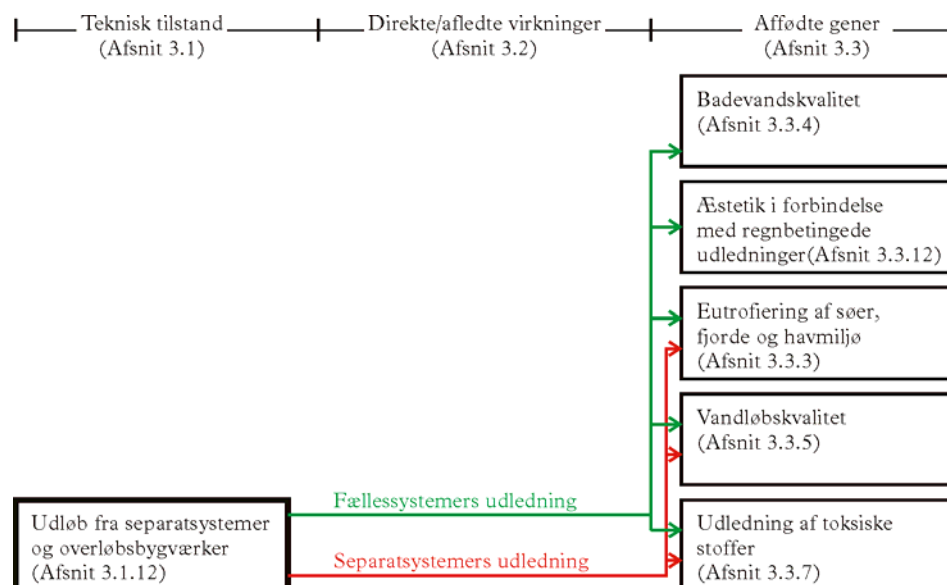 Teknisk tilstand
(Afsnit 3.1)
Direkte/afledte virkninger
(Afsnit 3.2)
Affødte gener
(Afsnit 3.3)
Badevandskvalitet
(Afsnit 3.3.4)
Æstetik i forbindelse
med regnbetingede
udledninger(Afsnit 3.3.12)
Eutrofiering af søer,
fjorde og havmiljø
(Afsnit 3.3.3)
Vandløbskvalitet
(Afsnit 3.3.5)
Fællessystemers udledning
Udløb fra separatsystemer
og overløbsbygværker
(Afsnit 3.1.12)
Separatsystemers udledning
Udledning af toksiske
stoffer
(Afsnit 3.3.7)